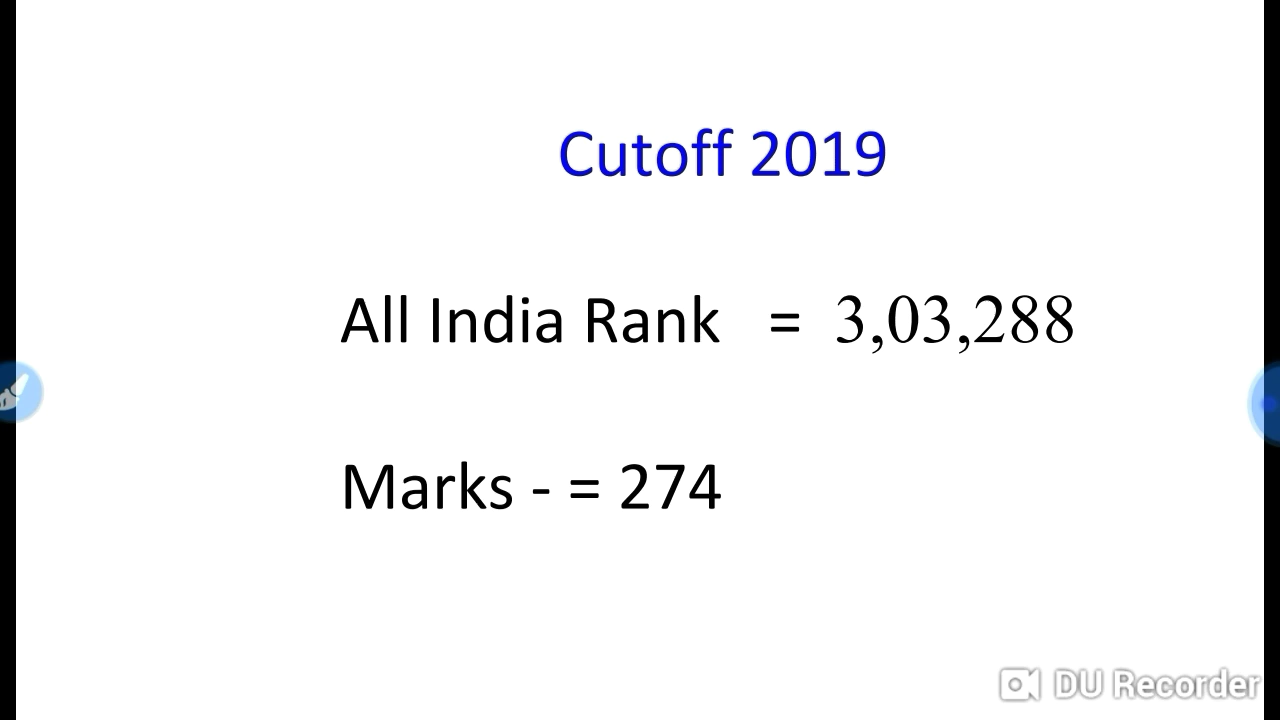 Cutoff 2019
All India Rank = 3,03,288
Marks - = 274
DU Recorder